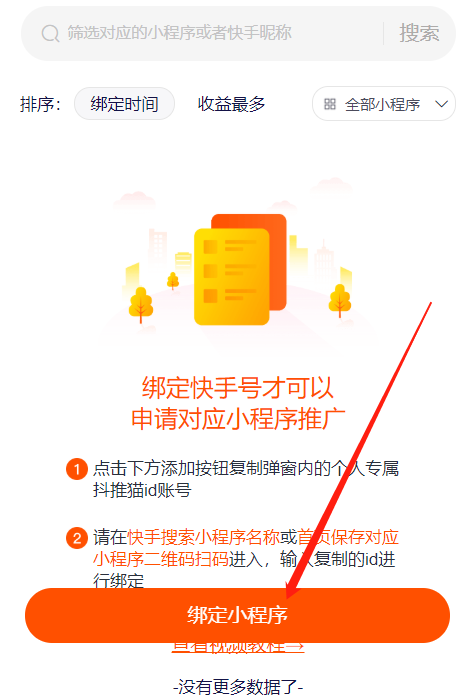 筛选对应的小程序或者快手昵称
搜索
排序：
绑定时间
收益最多
全部小程序
绑定快手号才可以
申请对应小程序推广
1 点击下方添加按钮复制弹窗内的个人专属
抖推猫id账号
2 请在快手搜索小程序名称或首页保存对应
小程序二维码扫码进入，输入复制的id进
行绑定
绑定小程序
查看视频教程→
-没有更多数据了-